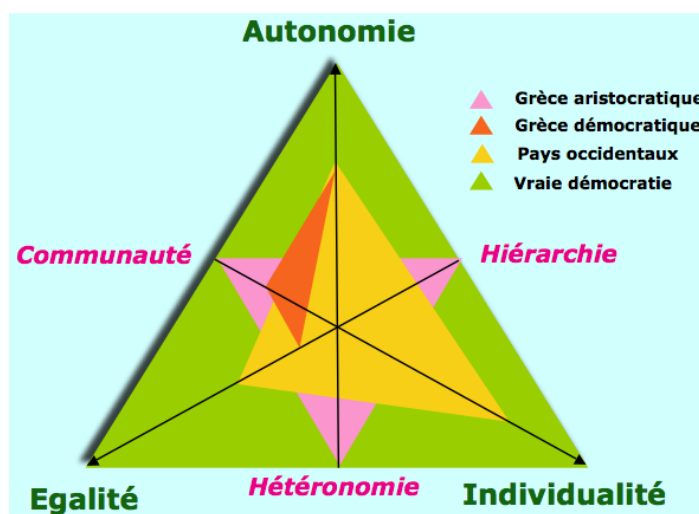 Autonomie
Grèce aristocratique
Grèce démocratique
Pays occidentaux
Vraie démocratie
Communauté
Hiérarchie
Egalité
Hétéronomie
Individualité